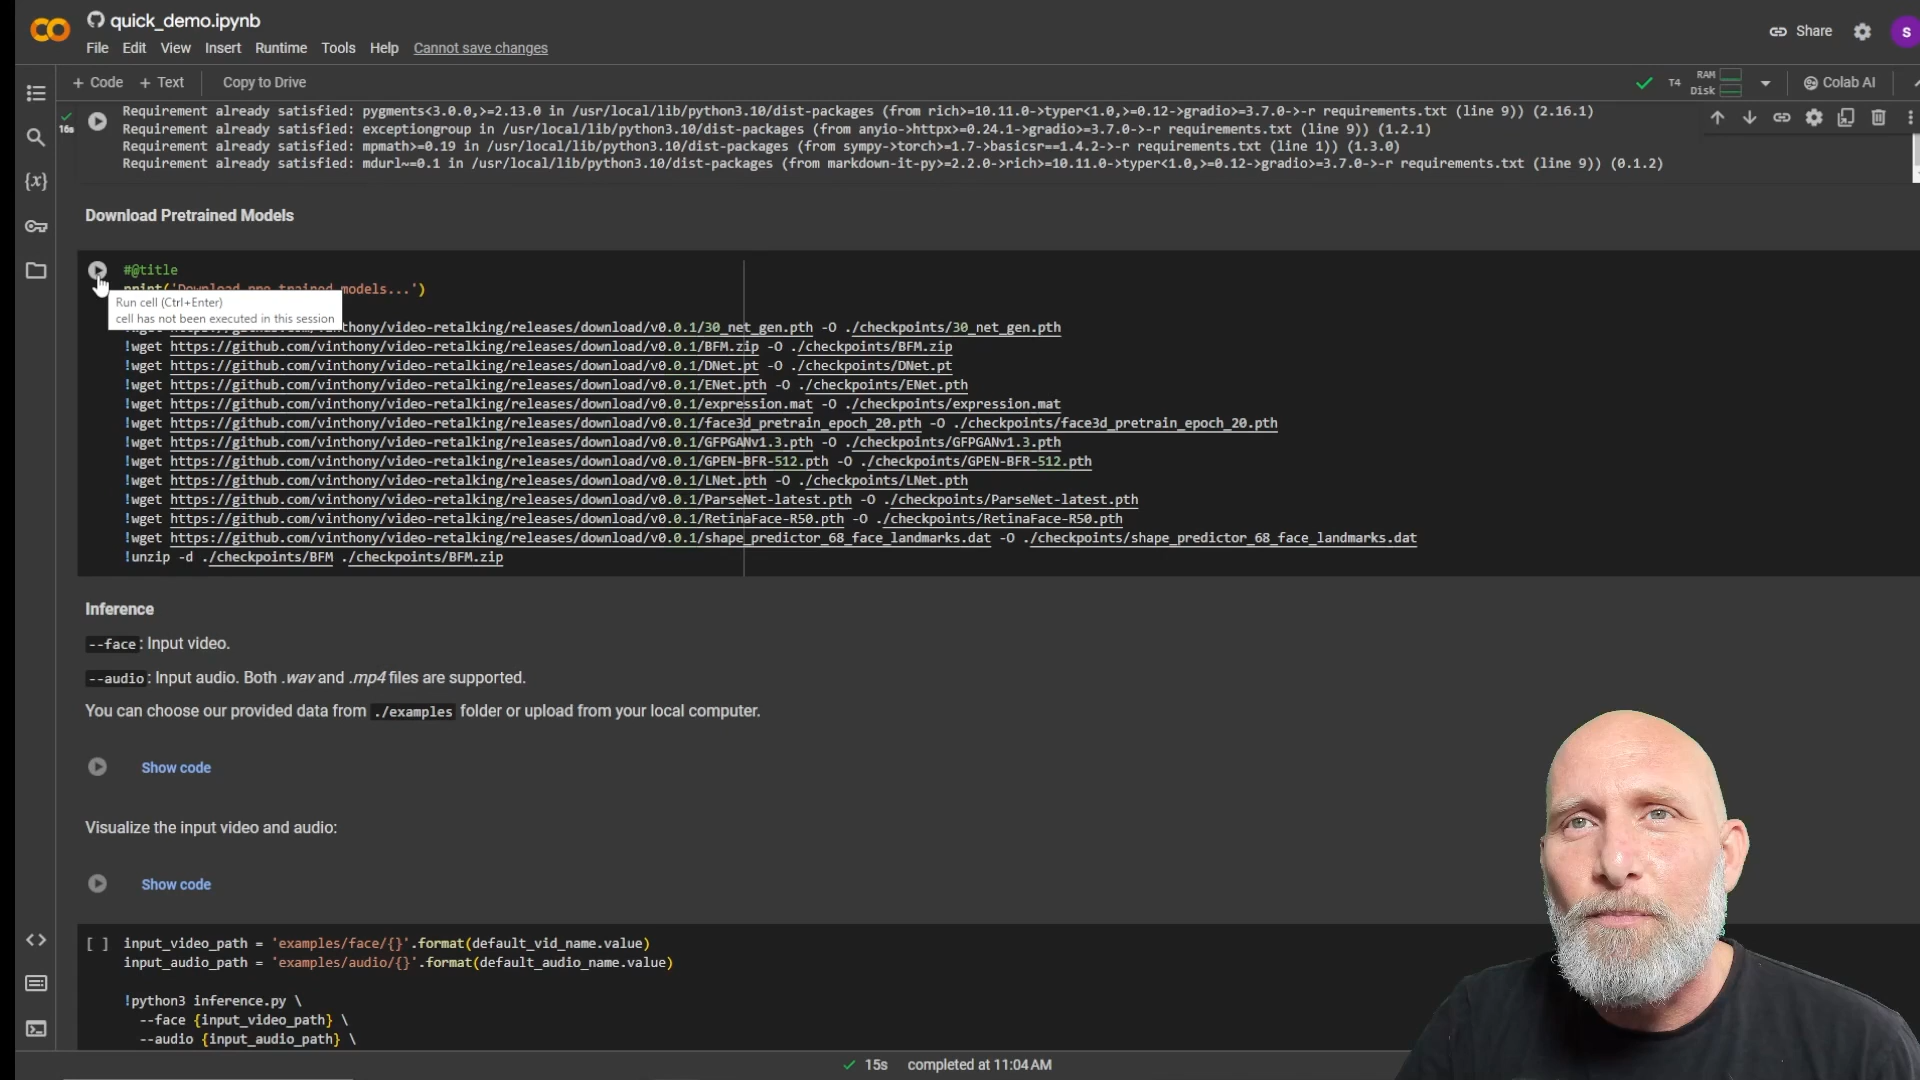 quick_demo.ipynb
File Edit View Insert Runtime Tools Help Cannot save changes
Share
S
+ Code + Text Copy to Drive
T4 RAM Disk Colab AI
16s
Requirement already satisfied: pygments<3.0.0,>=2.13.0 in /usr/local/lib/python3.10/dist-packages (from rich>=10.11.0->typer<1.0,>=0.12->gradio>=3.7.0->-r requirements.txt (line 9)) (2.16.1)
Requirement already satisfied: exceptiongroup in /usr/local/lib/python3.10/dist-packages (from anyio->httpx>=0.24.1->gradio>=3.7.0->-r requirements.txt (line 9)) (1.2.1)
Requirement already satisfied: mpmath>=0.19 in /usr/local/lib/python3.10/dist-packages (from sympy->torch>=1.7->basicsr==1.4.2->-r requirements.txt (line 1)) (1.3.0)
Requirement already satisfied: mdurl~=0.1 in /usr/local/lib/python3.10/dist-packages (from markdown-it-py>=2.2.0->rich>=10.11.0->typer<1.0,>=0.12->gradio>=3.7.0->-r requirements.txt (line 9)) (0.1.2)
Download Pretrained Models
#@title
models...')
Run cell (Ctrl+Enter)
cell has not been executed in this session
https://github.com/vinthony/video-retalking/releases/download/v0.0.1/30_net_gen.pth -O ./checkpoints/30_net_gen.pth
!wget https://github.com/vinthony/video-retalking/releases/download/v0.0.1/BFM.zip -O ./checkpoints/BFM.zip
!wget https://github.com/vinthony/video-retalking/releases/download/v0.0.1/DNet.pt -O ./checkpoints/DNet.pt
!wget https://github.com/vinthony/video-retalking/releases/download/v0.0.1/ENet.pth -O ./checkpoints/ENet.pth
!wget https://github.com/vinthony/video-retalking/releases/download/v0.0.1/expression.mat -O ./checkpoints/expression.mat
!wget https://github.com/vinthony/video-retalking/releases/download/v0.0.1/face3d_pretrain_epoch_20.pth -O ./checkpoints/face3d_pretrain_epoch_20.pth
!wget https://github.com/vinthony/video-retalking/releases/download/v0.0.1/GFPGANv1.3.pth -O ./checkpoints/GFPGANv1.3.pth
!wget https://github.com/vinthony/video-retalking/releases/download/v0.0.1/GPEN-BFR-512.pth -O ./checkpoints/GPEN-BFR-512.pth
!wget https://github.com/vinthony/video-retalking/releases/download/v0.0.1/LNet.pth -O ./checkpoints/LNet.pth
!wget https://github.com/vinthony/video-retalking/releases/download/v0.0.1/ParseNet-latest.pth -O ./checkpoints/ParseNet-latest.pth
!wget https://github.com/vinthony/video-retalking/releases/download/v0.0.1/RetinaFace-R50.pth -O ./checkpoints/RetinaFace-R50.pth
!wget https://github.com/vinthony/video-retalking/releases/download/v0.0.1/shape_predictor_68_face_landmarks.dat -O ./checkpoints/shape_predictor_68_face_landmarks.dat
!unzip -d ./checkpoints/BFM ./checkpoints/BFM.zip
Inference
--face: Input video.
--audio: Input audio. Both .wav and .mp4 files are supported.
You can choose our provided data from ./examples folder or upload from your local computer.
Show code
Visualize the input video and audio:
Show code
[ ] input_video_path = 'examples/face/{}'.format(default_vid_name.value)
input_audio_path = 'examples/audio/{}'.format(default_audio_name.value)
!python3 inference.py \
--face {input_video_path} \
--audio {input_audio_path} \
15s completed at 11:04 AM